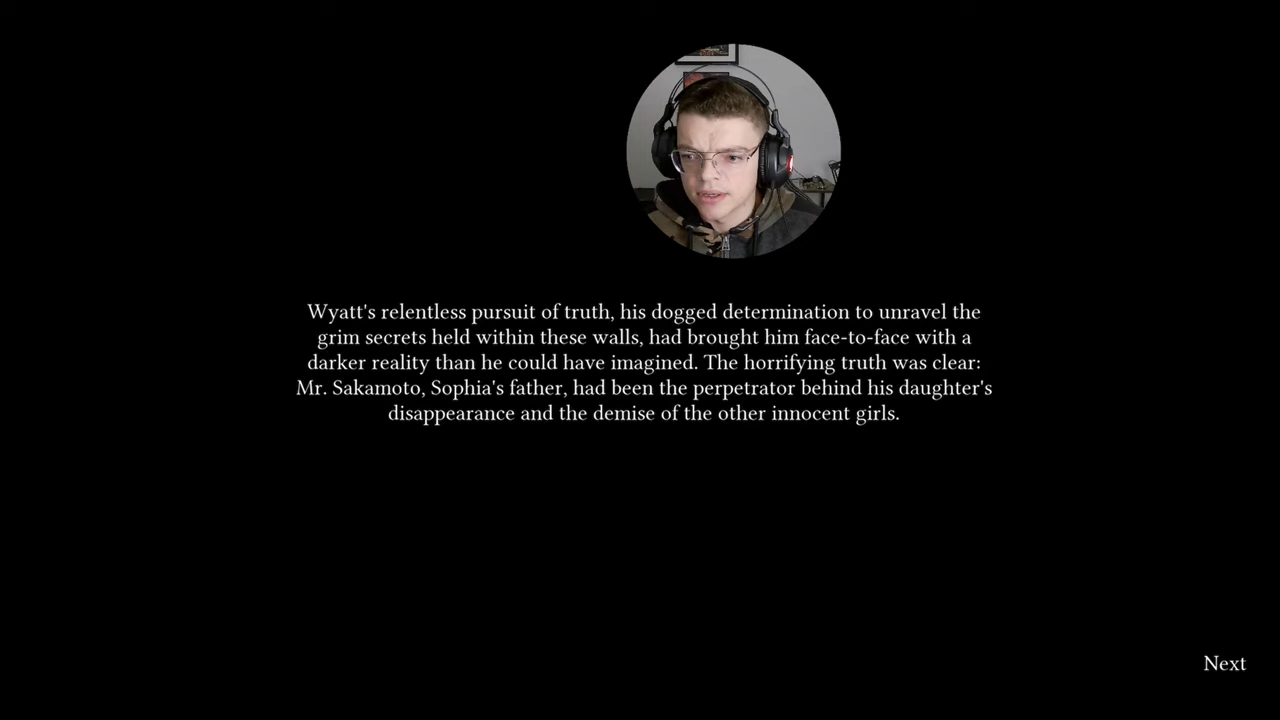 Wyatt's relentless pursuit of truth, his dogged determination to unravel the
grim secrets held within these walls, had brought him face-to-face with a
darker reality than he could have imagined. The horrifying truth was clear:
Mr. Sakamoto, Sophia's father, had been the perpetrator behind his daughter's
disappearance and the demise of the other innocent girls.
Next